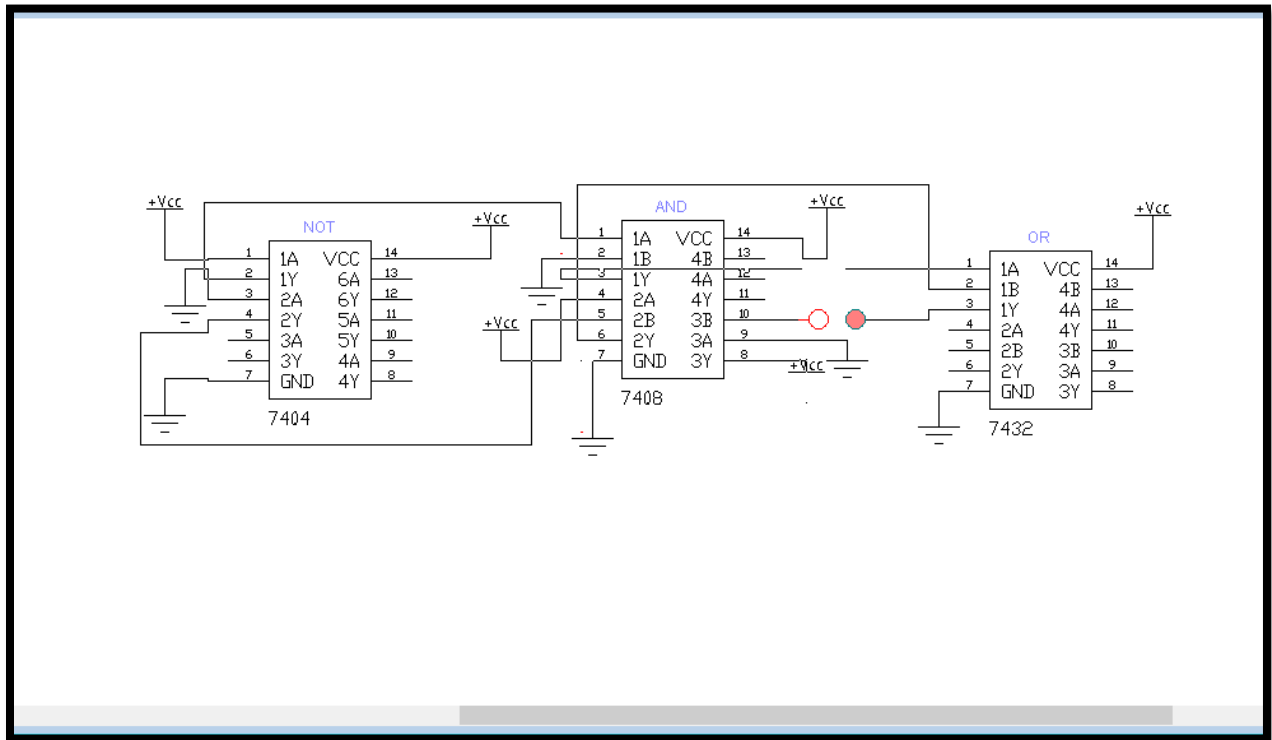 +Vcc
NOT
+Vcc
1 1A VCC 14
2 1Y 6A 13
3 2A 6Y 12
4 2Y 5A 11
5 3A 5Y 10
6 3Y 4A 9
7 GND 4Y 8
7404
+Vcc
AND
+Vcc
1 1A VCC 14
2 1B 4B 13
3 1Y 4A 12
4 2A 4Y 11
5 2B 3B 10
6 2Y 3A 9
7 GND 3Y 8
+Vcc
7408
OR
+Vcc
1 1A VCC 14
2 1B 4B 13
3 1Y 4A 12
4 2A 4Y 11
5 2B 3B 10
6 2Y 3A 9
7 GND 3Y 8
7432